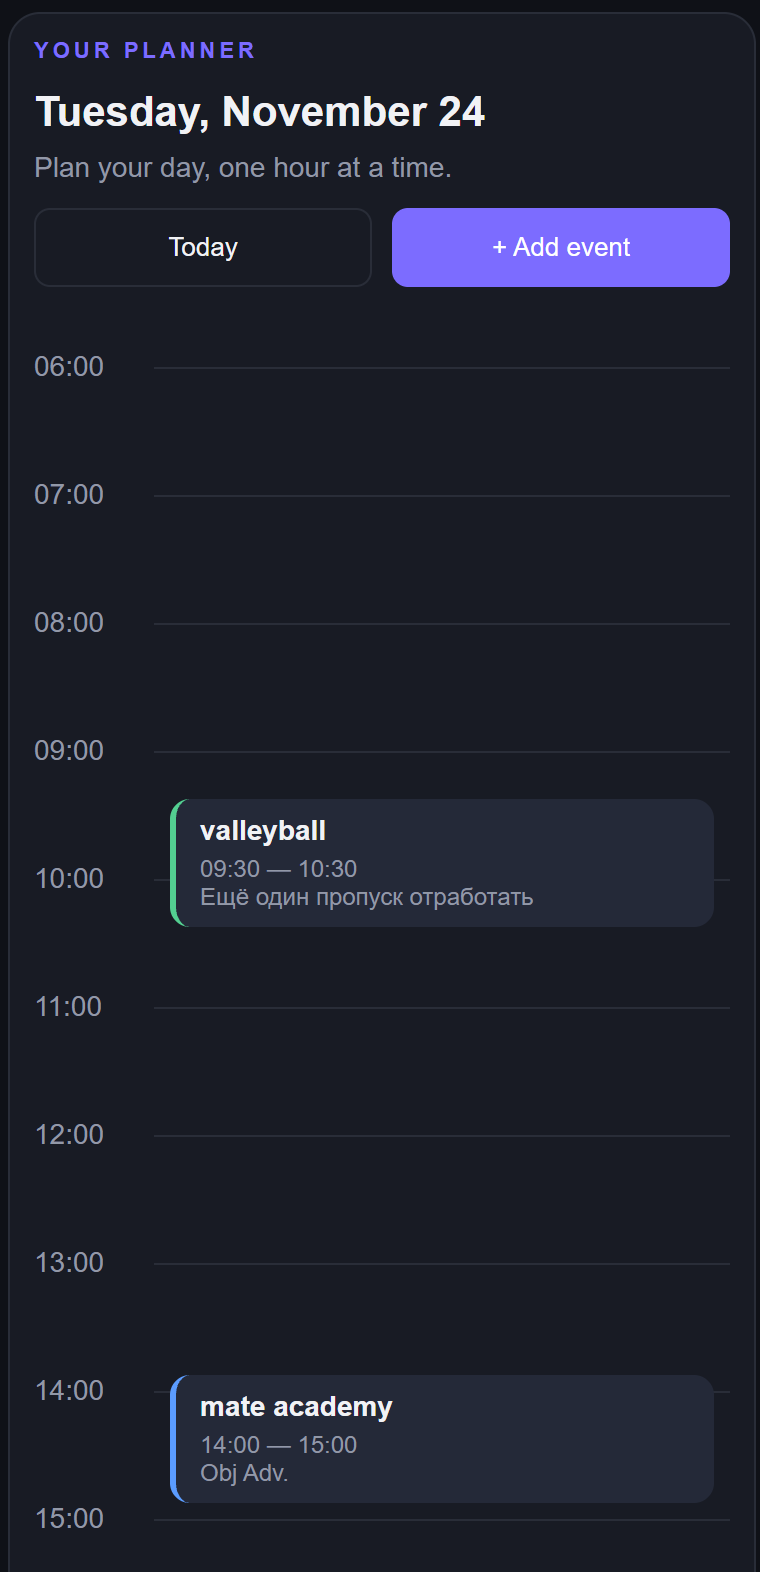 YOUR PLANNER
Tuesday, November 24
Plan your day, one hour at a time.
Today
+ Add event
06:00
07:00
08:00
09:00
valleyball
09:30 — 10:30
10:00
Ещё один пропуск отработать
11:00
12:00
13:00
14:00
mate academy
14:00 — 15:00
Obj Adv.
15:00